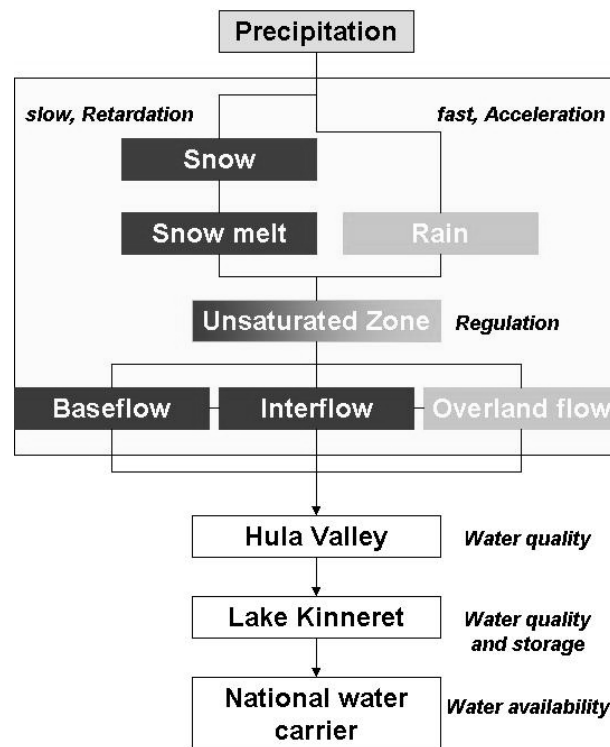 Precipitation
slow, Retardation
fast, Acceleration
Snow
Snow melt
Rain
Unsaturated Zone
Regulation
Baseflow
Interflow
Overland flow
Hula Valley
Water quality
Lake Kinneret
Water quality
and storage
National water
carrier
Water availability